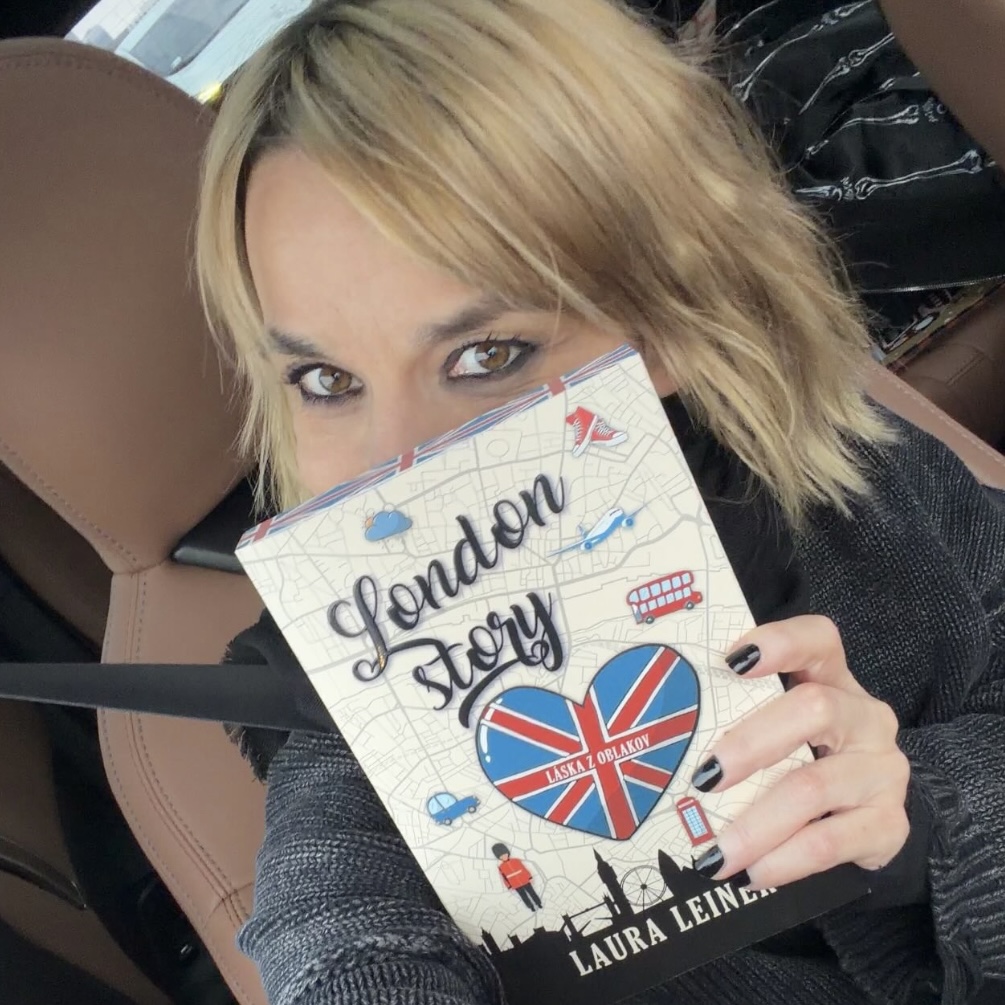 London
story
LÁSKA Z OBLAKOV
LAURA LEINER